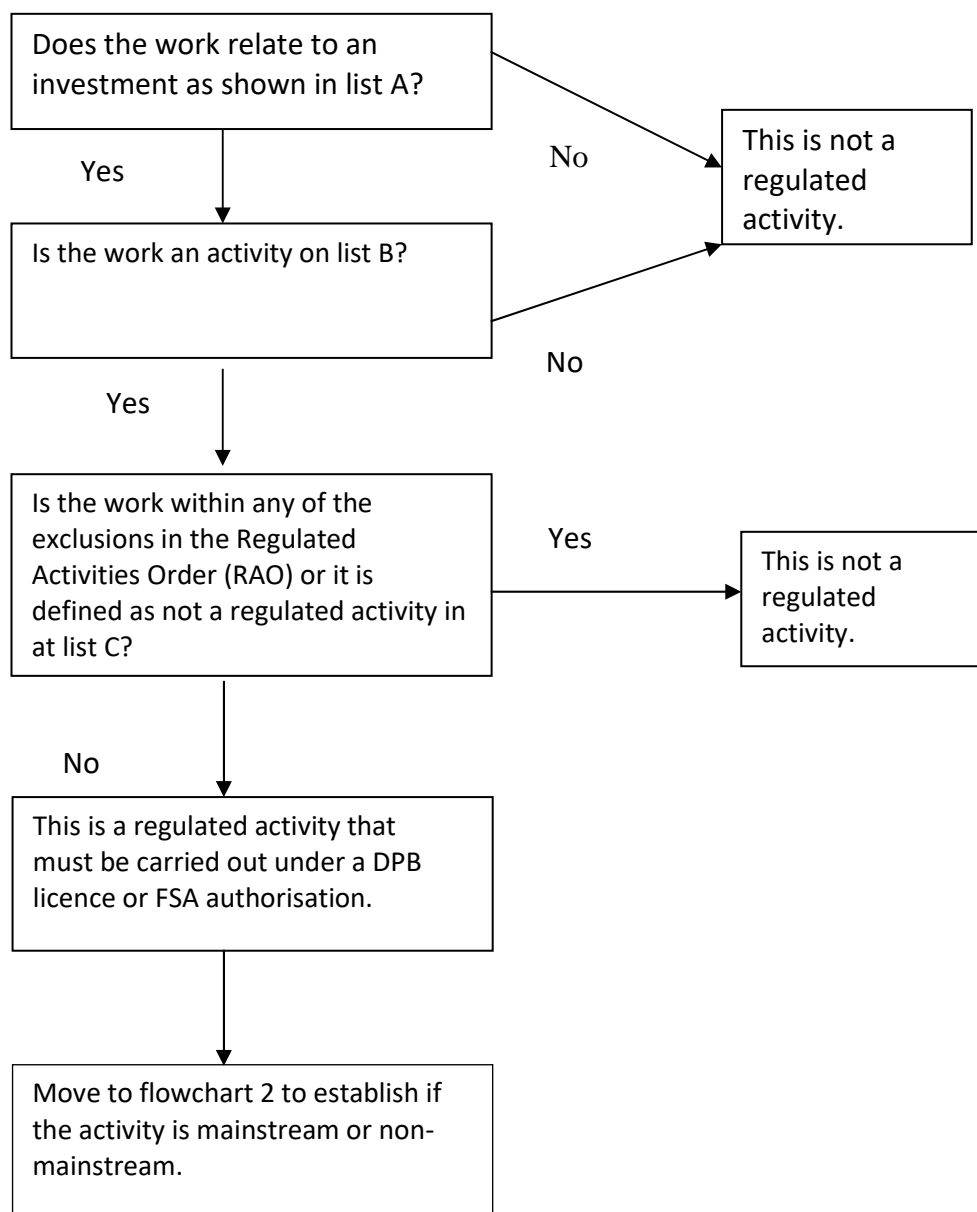 Does the work relate to an
investment as shown in list A?
No
This is not a
regulated
activity.
Yes
Is the work an activity on list B?
No
Yes
Is the work within any of the
exclusions in the Regulated
Activities Order (RAO) or it is
defined as not a regulated activity in
at list C?
Yes
This is not a
regulated
activity.
No
This is a regulated activity that
must be carried out under a DPB
licence or FSA authorisation.
Move to flowchart 2 to establish if
the activity is mainstream or non-
mainstream.